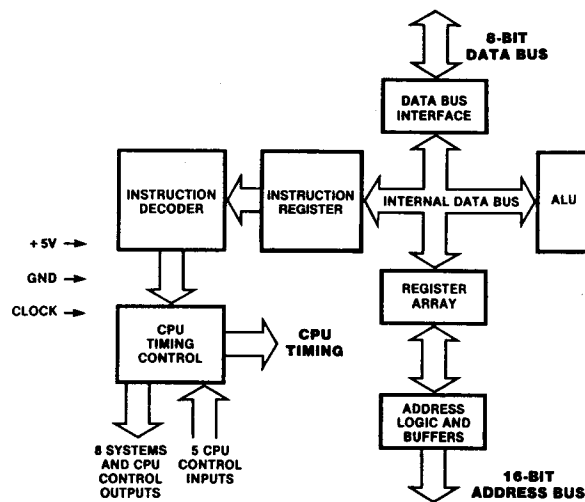 8-BIT
DATA BUS
DATA BUS
INTERFACE
INSTRUCTION
DECODER
INSTRUCTION
REGISTER
INTERNAL DATA BUS
ALU
+5V
GND
CLOCK
REGISTER
ARRAY
CPU
TIMING
CONTROL
CPU
TIMING
ADDRESS
LOGIC AND
BUFFERS
8 SYSTEMS
AND CPU
CONTROL
OUTPUTS
5 CPU
CONTROL
INPUTS
16-BIT
ADDRESS BUS